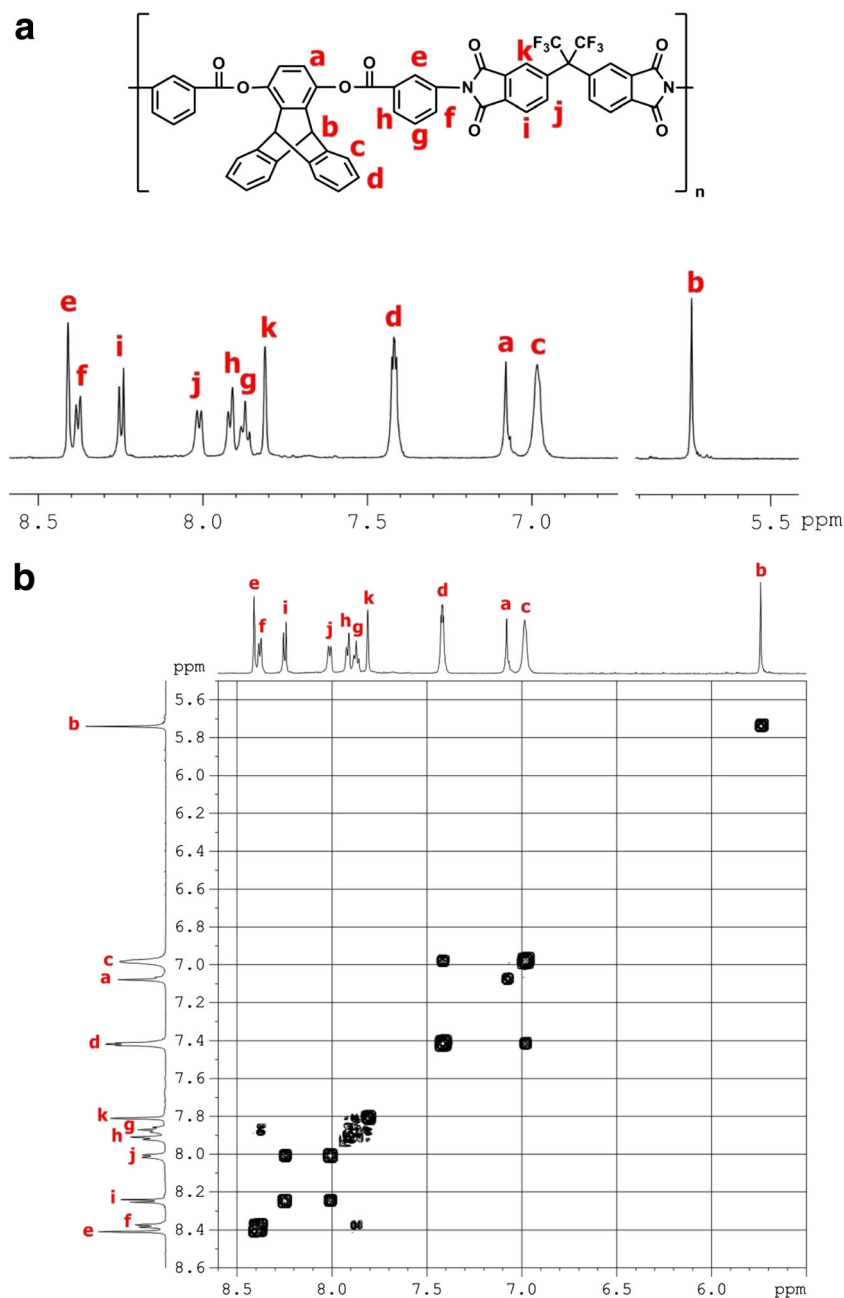 a
F3C CF3
O a O e O k O
C O O C N N
h f j
b g O i O
c
d
n
e
f
i
j
h
g
k
d
a
c
b
8.5 8.0 7.5 7.0 5.5 ppm
b
e
f
i
j
h
g
k
d
a
c
b
ppm
5.6
b
5.8
6.0
6.2
6.4
6.6
6.8
c
7.0
a
7.2
d 7.4
7.6
k 7.8
g
h
j 8.0
i 8.2
f
e 8.4
8.6
8.5 8.0 7.5 7.0 6.5 6.0 ppm